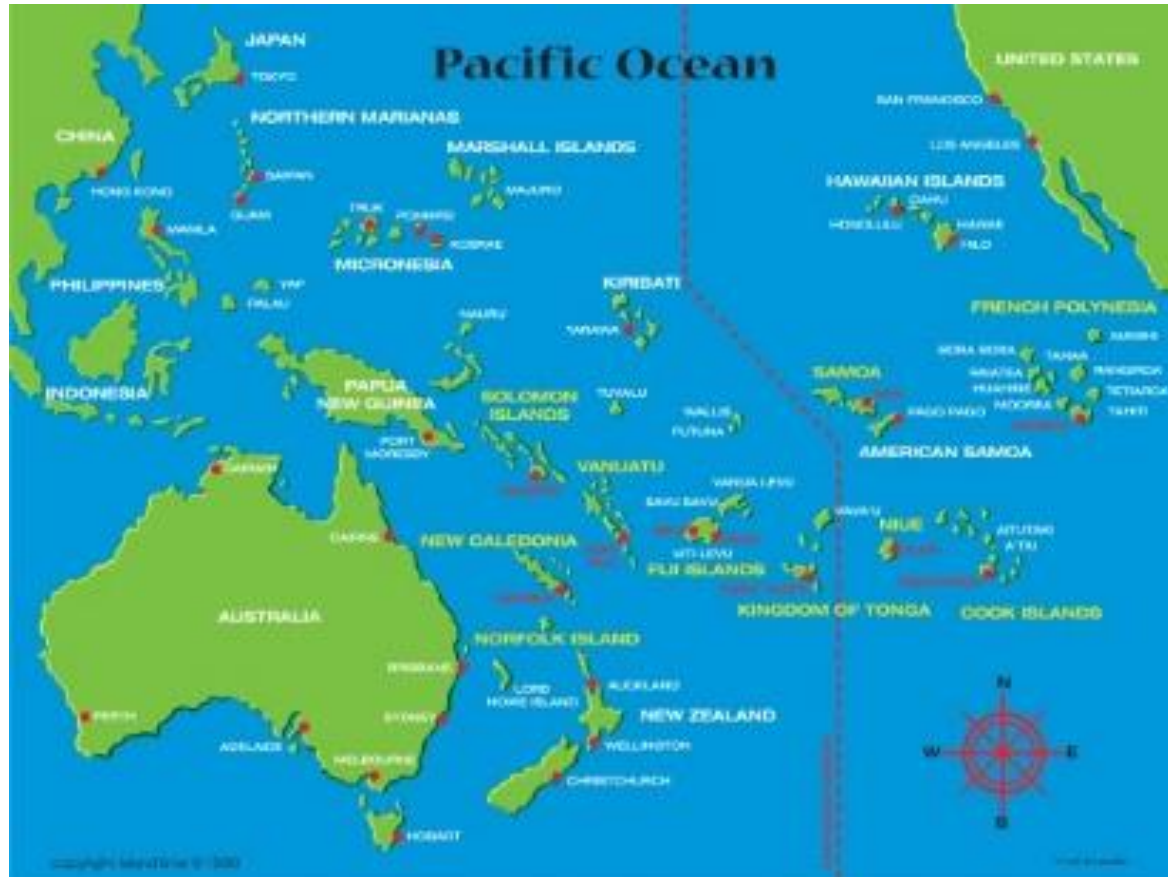 Pacific Ocean
JAPAN
TOKYO
UNITED STATES
SAN FRANCISCO
LOS ANGELES
CHINA
HONG KONG
NORTHERN MARIANAS
SAIPAN
GUAM
MARSHALL ISLANDS
MAJURO
HAWAIIAN ISLANDS
OAHU
HONOLULU
HAWAII
HILO
MANILA
PHILIPPINES
TRUK
KOSRAE
MICRONESIA
YAP
PALAU
KIRIBATI
TARAWA
NAURU
FRENCH POLYNESIA
BORA BORA
TAHAA
RAIATEA
HUAHINE
RANGIROA
MOOREA
TETIAROA
TAHITI
INDONESIA
PAPUA
NEW GUINEA
PORT
MORESBY
SOLOMON
ISLANDS
TUVALU
WALLIS
FUTUNA
SAMOA
PAGO PAGO
AMERICAN SAMOA
DARWIN
CAIRNS
VANUATU
VANUA LEVU
SAVU SAVU
VITI LEVU
FIJI ISLANDS
VAVA'U
KINGDOM OF TONGA
NIUE
AITUTAKI
ATIU
COOK ISLANDS
NEW CALEDONIA
AUSTRALIA
NORFOLK ISLAND
BRISBANE
LORD
HOWE ISLAND
AUCKLAND
NEW ZEALAND
PERTH
ADELAIDE
SYDNEY
WELLINGTON
MELBOURNE
CHRISTCHURCH
HOBART
N
W
E
S